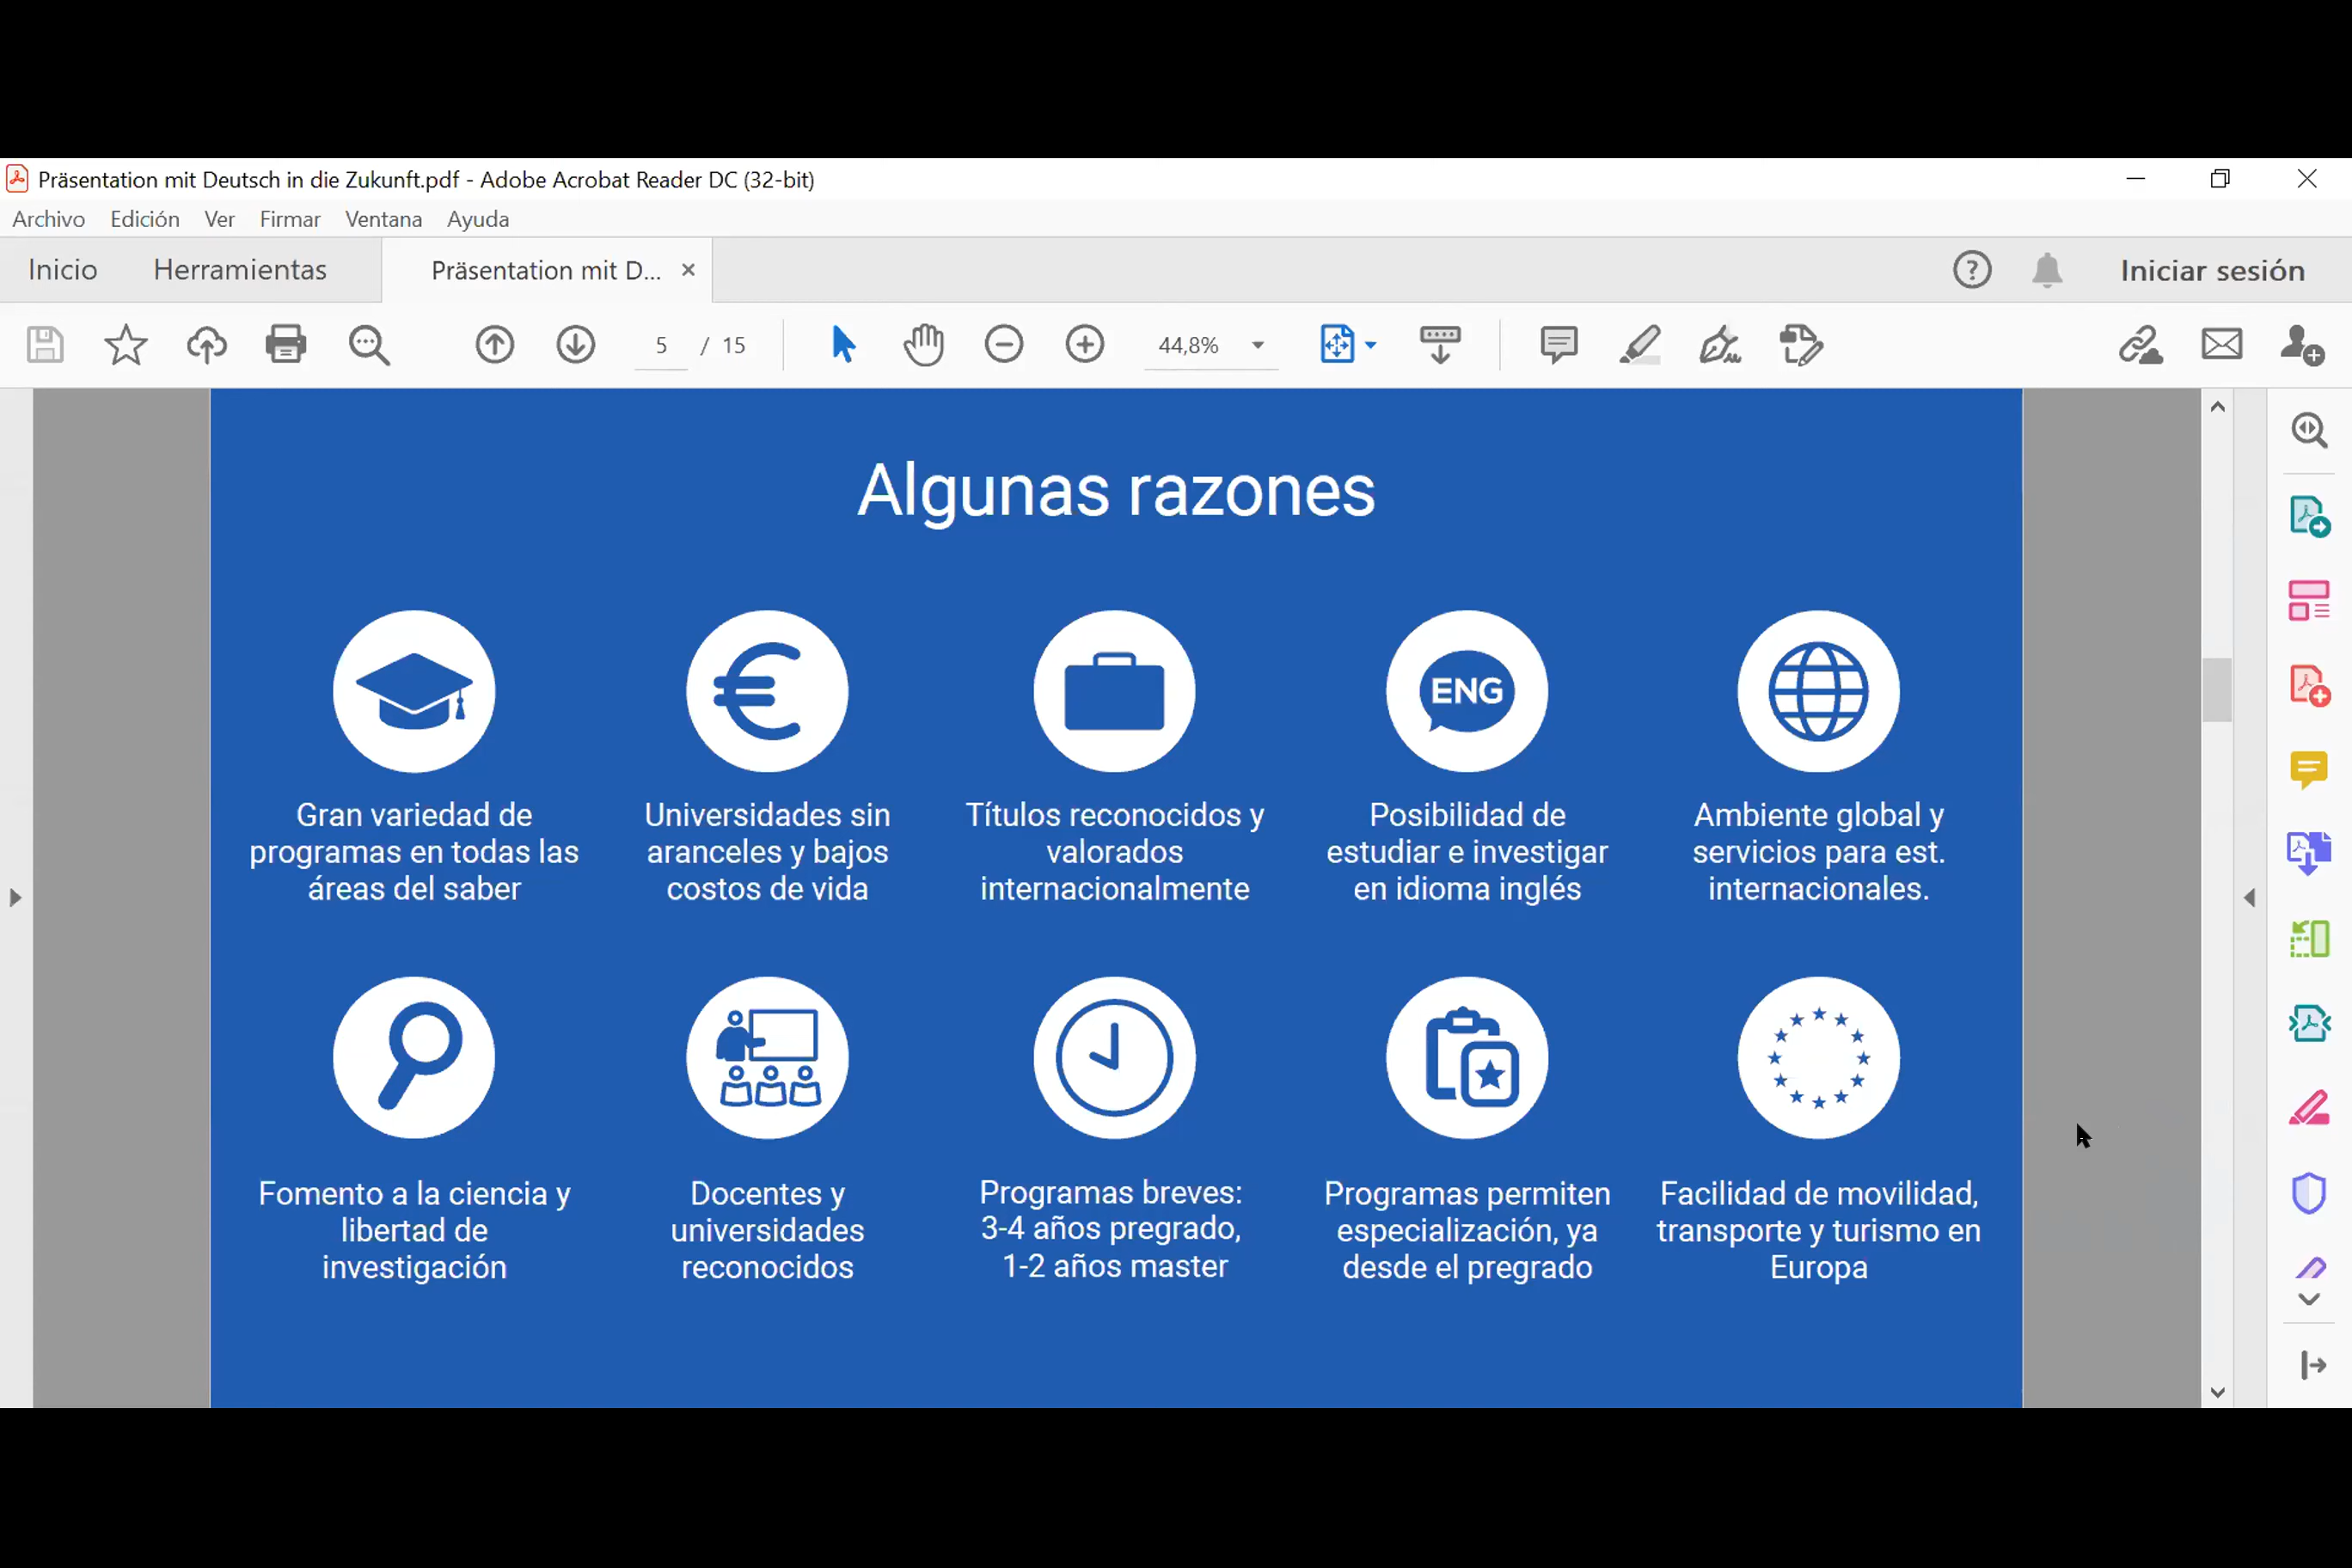 Präsentation mit Deutsch in die Zukunft.pdf - Adobe Acrobat Reader DC (32-bit)
Archivo Edición Ver Firmar Ventana Ayuda
Inicio Herramientas Präsentation mit D... Iniciar sesión
5 / 15 44,8%
Algunas razones
ENG
Gran variedad de
programas en todas las
áreas del saber
Universidades sin
aranceles y bajos
costos de vida
Títulos reconocidos y
valorados
internacionalmente
Posibilidad de
estudiar e investigar
en idioma inglés
Ambiente global y
servicios para est.
internacionales.
Fomento a la ciencia y
libertad de
investigación
Docentes y
universidades
reconocidos
Programas breves:
3-4 años pregrado,
1-2 años master
Programas permiten
especialización, ya
desde el pregrado
Facilidad de movilidad,
transporte y turismo en
Europa